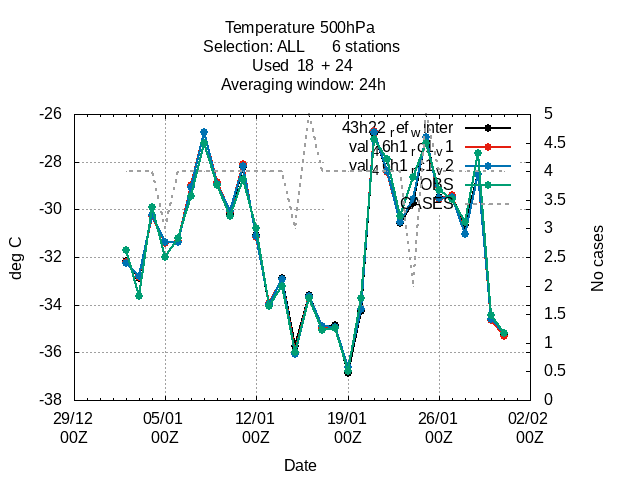 Temperature 500hPa
Selection: ALL 6 stations
Used 18 + 24
Averaging window: 24h
-26
-28
-30
-32
-34
-36
-38
deg C
5
4.5
4
3.5
3
2.5
2
1.5
1
0.5
0
No cases
43h22_ref_winter
OBS
CASES
29/12 05/01 12/01 19/01 26/01 02/02
00Z 00Z 00Z 00Z 00Z 00Z
Date